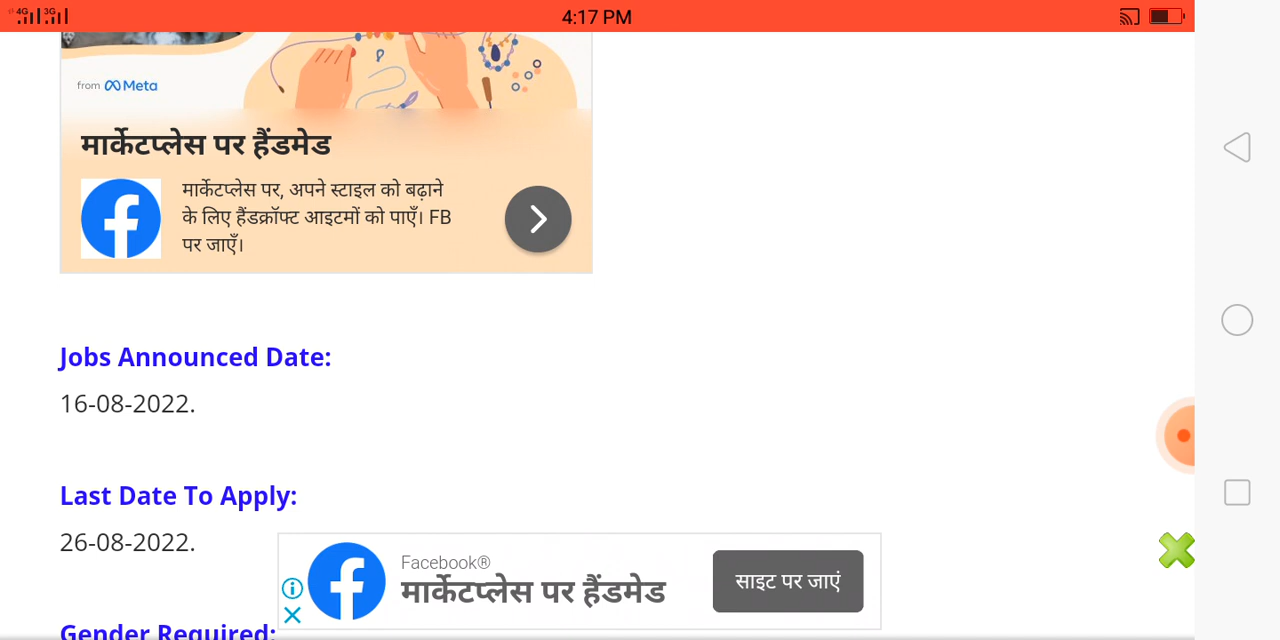 4G 3G 4:17 PM
from Meta
मार्केटप्लेस पर हैंडमेड
मार्केटप्लेस पर, अपने स्टाइल को बढ़ाने
के लिए हैंडक्रॉफ्ट आइटमों को पाएँ। FB
पर जाएँ।
Jobs Announced Date:
16-08-2022.
Last Date To Apply:
26-08-2022.
Facebook®
मार्केटप्लेस पर हैंडमेड
साइट पर जाएं
Gender Required: